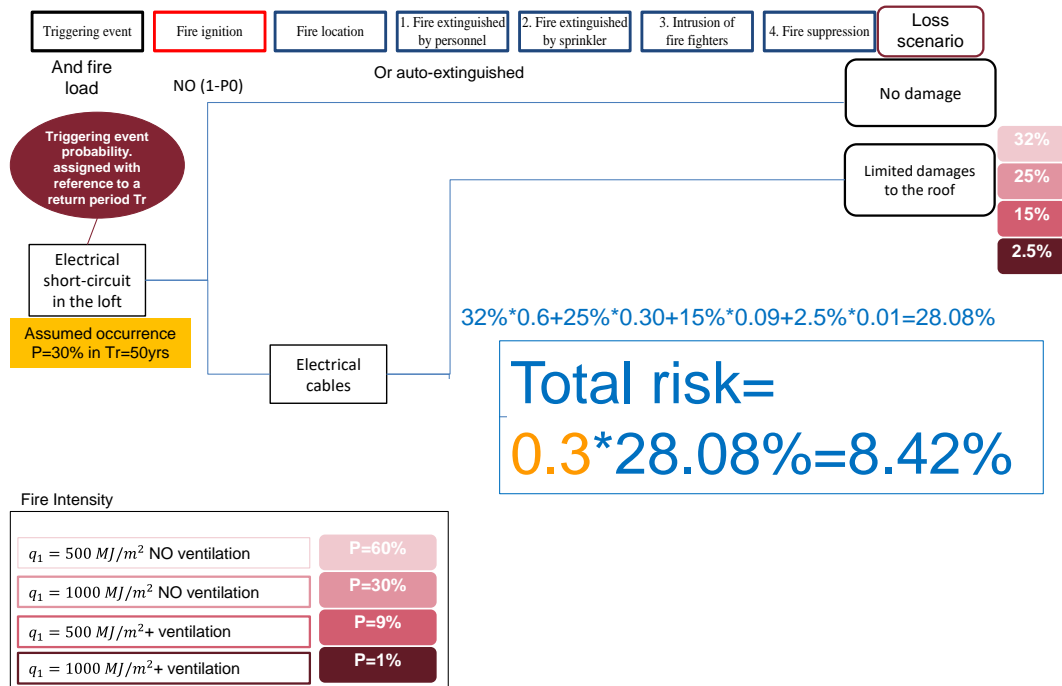 Triggering event
Fire ignition
Fire location
1. Fire extinguished
by personnel
2. Fire extinguished
by sprinkler
3. Intrusion of
fire fighters
4. Fire suppression
Loss
scenario
And fire
load
NO (1-P0)
Or auto-extinguished
No damage
Triggering event
probability.
assigned with
reference to a
return period Tr
Limited damages
to the roof
32%
25%
15%
2.5%
Electrical
short-circuit
in the loft
Assumed occurrence
P=30% in Tr=50yrs
Electrical
cables
32%*0.6+25%*0.30+15%*0.09+2.5%*0.01=28.08%
Total risk=
0.3*28.08%=8.42%
Fire Intensity
q₁ = 500 MJ/m² NO ventilation
P=60%
q₁ = 1000 MJ/m² NO ventilation
P=30%
q₁ = 500 MJ/m²+ ventilation
P=9%
q₁ = 1000 MJ/m²+ ventilation
P=1%